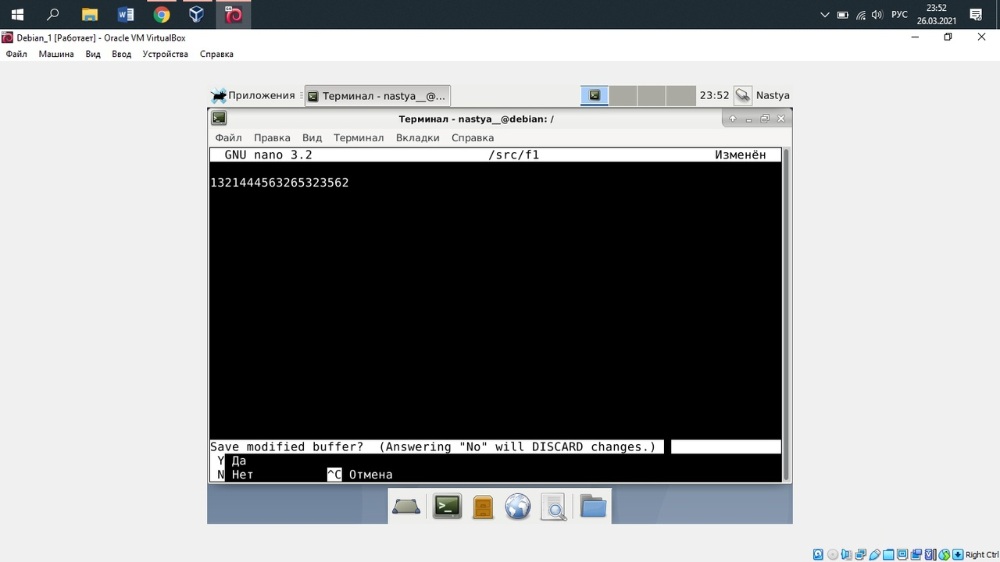 23:52
РУС
26.03.2021
Debian_1 [Работает] - Oracle VM VirtualBox
Файл Машина Вид Ввод Устройства Справка
Приложения Терминал - nastya__@... 23:52 Nastya
Терминал - nastya__@debian: /
Файл Правка Вид Терминал Вкладки Справка
GNU nano 3.2 /src/f1 Изменён
1321444563265323562
Save modified buffer? (Answering "No" will DISCARD changes.)
Y Да
N Нет ^C Отмена
Right Ctrl